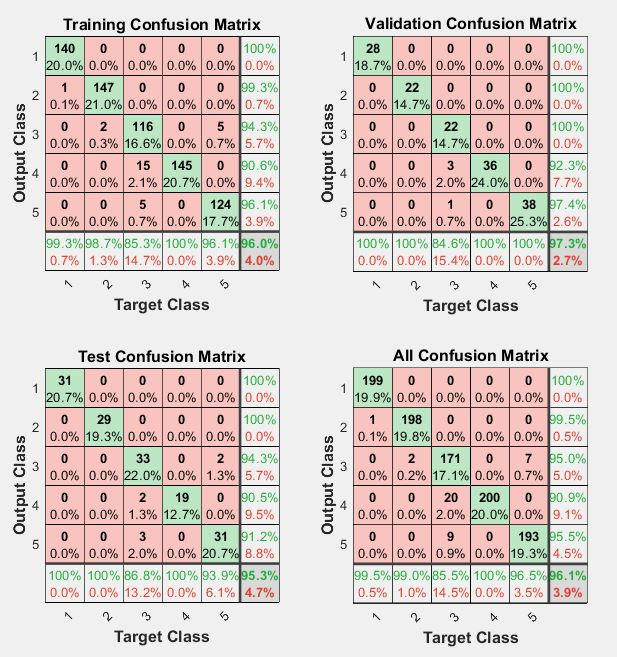 Training Confusion Matrix
1 140 0 0 0 0 100%
20.0% 0.0% 0.0% 0.0% 0.0% 0.0%
2 1 147 0 0 0 99.3%
0.1% 21.0% 0.0% 0.0% 0.0% 0.7%
3 0 2 116 0 5 94.3%
0.0% 0.3% 16.6% 0.0% 0.7% 5.7%
4 0 0 15 145 0 90.6%
0.0% 0.0% 2.1% 20.7% 0.0% 9.4%
5 0 0 5 0 124 96.1%
0.0% 0.0% 0.7% 0.0% 17.7% 3.9%
99.3% 98.7% 85.3% 100% 96.1% 96.0%
0.7% 1.3% 14.7% 0.0% 3.9% 4.0%
1 2 3 4 5
Target Class
Output Class
Validation Confusion Matrix
1 28 0 0 0 0 100%
18.7% 0.0% 0.0% 0.0% 0.0% 0.0%
2 0 22 0 0 0 100%
0.0% 14.7% 0.0% 0.0% 0.0% 0.0%
3 0 0 22 0 0 100%
0.0% 0.0% 14.7% 0.0% 0.0% 0.0%
4 0 0 3 36 0 92.3%
0.0% 0.0% 2.0% 24.0% 0.0% 7.7%
5 0 0 1 0 38 97.4%
0.0% 0.0% 0.7% 0.0% 25.3% 2.6%
100% 100% 84.6% 100% 100% 97.3%
0.0% 0.0% 15.4% 0.0% 0.0% 2.7%
1 2 3 4 5
Target Class
Output Class
Test Confusion Matrix
1 31 0 0 0 0 100%
20.7% 0.0% 0.0% 0.0% 0.0% 0.0%
2 0 29 0 0 0 100%
0.0% 19.3% 0.0% 0.0% 0.0% 0.0%
3 0 0 33 0 2 94.3%
0.0% 0.0% 22.0% 0.0% 1.3% 5.7%
4 0 0 2 19 0 90.5%
0.0% 0.0% 1.3% 12.7% 0.0% 9.5%
5 0 0 3 0 31 91.2%
0.0% 0.0% 2.0% 0.0% 20.7% 8.8%
100% 100% 86.8% 100% 93.9% 95.3%
0.0% 0.0% 13.2% 0.0% 6.1% 4.7%
1 2 3 4 5
Target Class
Output Class
All Confusion Matrix
1 199 0 0 0 0 100%
19.9% 0.0% 0.0% 0.0% 0.0% 0.0%
2 1 198 0 0 0 99.5%
0.1% 19.8% 0.0% 0.0% 0.0% 0.5%
3 0 2 171 0 7 95.0%
0.0% 0.2% 17.1% 0.0% 0.7% 5.0%
4 0 0 20 200 0 90.9%
0.0% 0.0% 2.0% 20.0% 0.0% 9.1%
5 0 0 9 0 193 95.5%
0.0% 0.0% 0.9% 0.0% 19.3% 4.5%
99.5% 99.0% 85.5% 100% 96.5% 96.1%
0.5% 1.0% 14.5% 0.0% 3.5% 3.9%
1 2 3 4 5
Target Class
Output Class